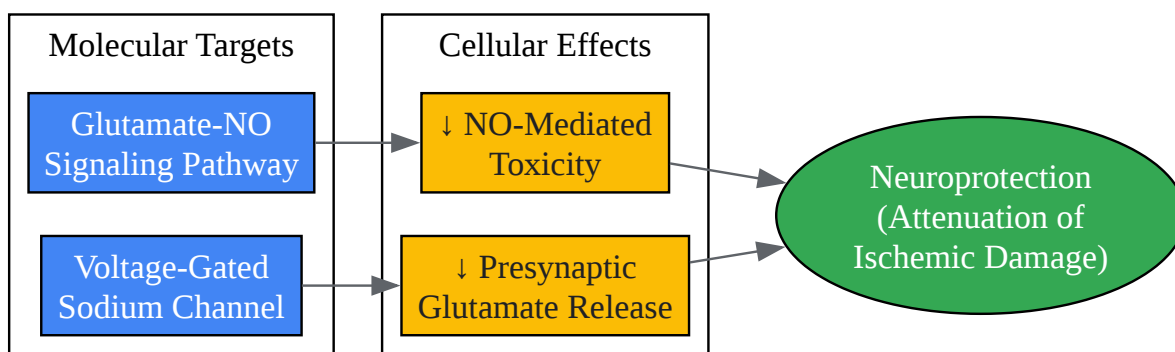 Molecular Targets
Cellular Effects
Glutamate-NO
Signaling Pathway
↓ NO-Mediated
Toxicity
Voltage-Gated
Sodium Channel
↓ Presynaptic
Glutamate Release
Neuroprotection
(Attenuation of
Ischemic Damage)